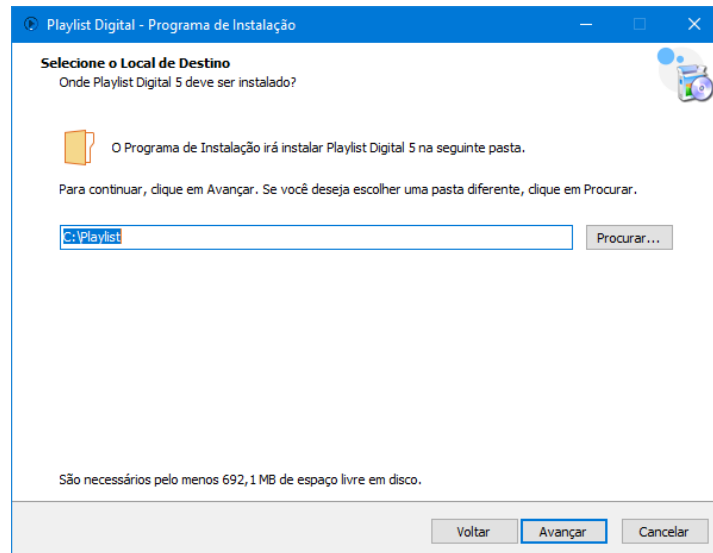 Playlist Digital - Programa de Instalação
Selecione o Local de Destino
Onde Playlist Digital 5 deve ser instalado?
O Programa de Instalação irá instalar Playlist Digital 5 na seguinte pasta.
Para continuar, clique em Avançar. Se você deseja escolher uma pasta diferente, clique em Procurar.
C:\Playlist
Procurar...
São necessários pelo menos 692,1 MB de espaço livre em disco.
Voltar
Avançar
Cancelar